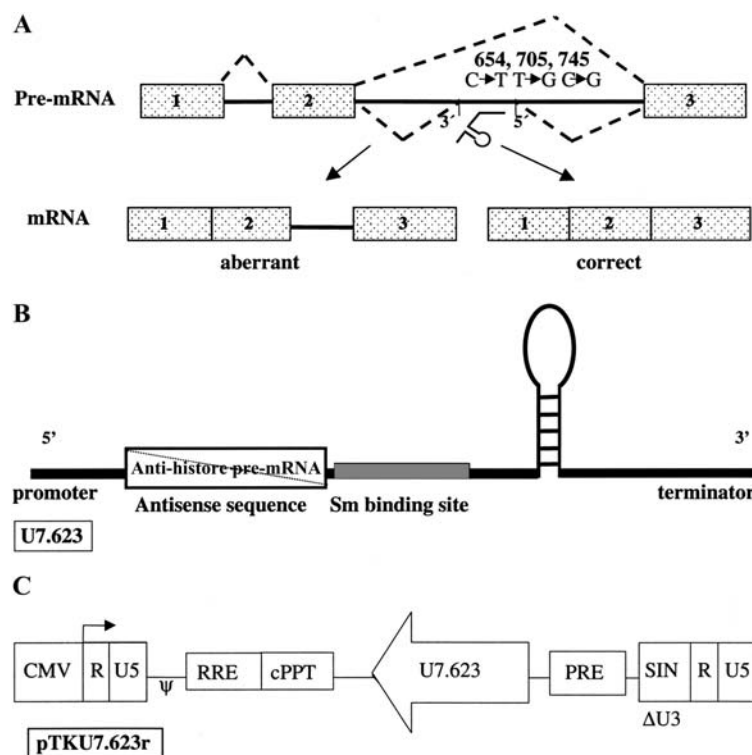 A
654, 705, 745
C▸T T▸G C▸G
Pre-mRNA 1 2 3
3´ 5´
mRNA 1 2 3 1 2 3
aberrant correct
B
5’ 3’
Anti-histore pre-mRNA
promoter Antisense sequence Sm binding site terminator
U7.623
C
CMV R U5 ψ RRE cPPT U7.623 PRE SIN R U5
ΔU3
pTKU7.623r